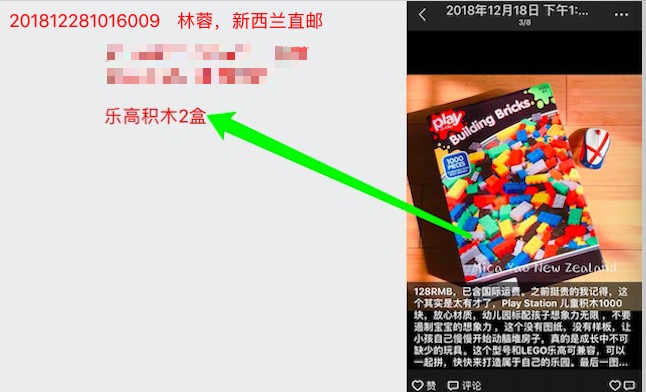 201812281016009 林蓉，新西兰直邮
乐高积木2盒
2018年12月18日 下午1:...
3/8
play
Building Bricks
1000
PIECES
Mica Yao New Zealand
128RMB，已含国际运费。之前挺贵的我记得，这
个其实是太有才了，Play Station 儿童积木1000
块，放心材质，幼儿园标配孩子想象力无限，不要
遏制宝宝的想象力，这个没有图纸，没有样板，让
小孩自己慢慢开始动脑堆房子，真的是成长中不可
缺少的玩具。这个型号和LEGO乐高可兼容，可以
一起拼，快快来打造属于自己的乐园。最后一图...
赞 评论